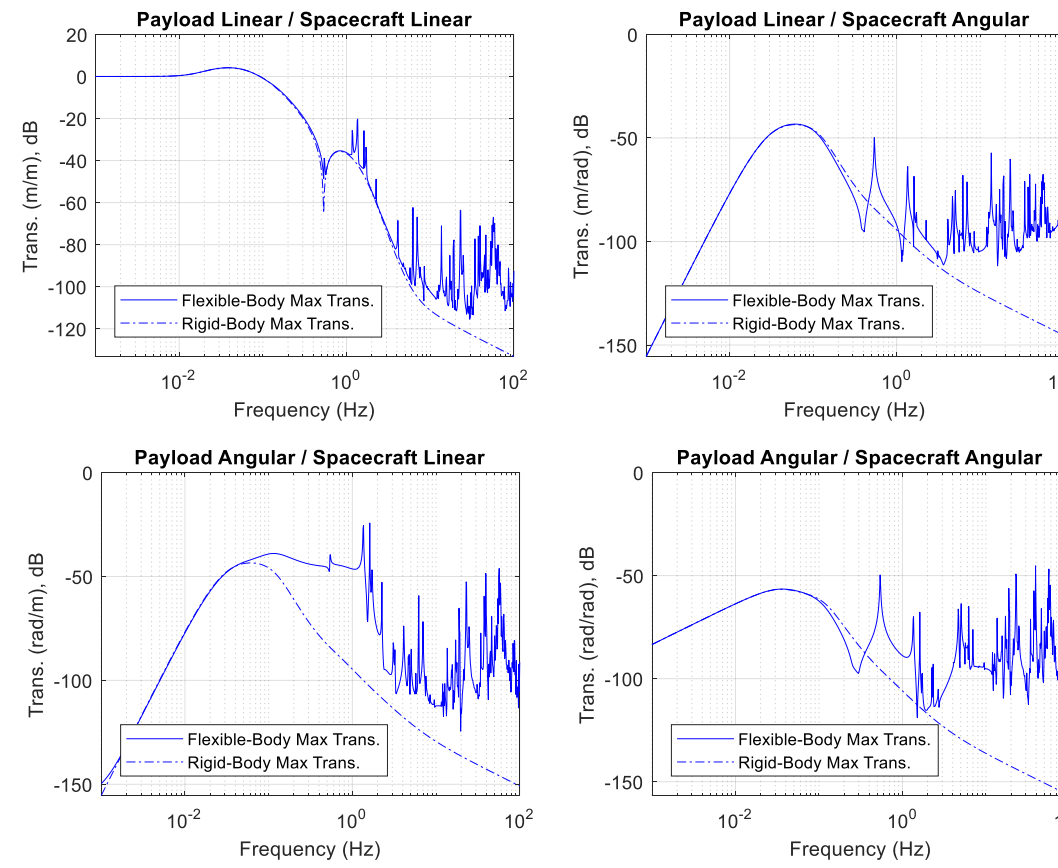 Payload Linear / Spacecraft Linear
20
0
-20
-40
-60
-80
-100
-120
Trans. (m/m), dB
Flexible-Body Max Trans.
Rigid-Body Max Trans.
10^-2
10^0
10^2
Frequency (Hz)
Payload Linear / Spacecraft Angular
0
-50
-100
-150
Trans. (m/rad), dB
Flexible-Body Max Trans.
Rigid-Body Max Trans.
10^-2
10^0
1
Frequency (Hz)
Payload Angular / Spacecraft Linear
0
-50
-100
-150
Trans. (rad/m), dB
Flexible-Body Max Trans.
Rigid-Body Max Trans.
10^-2
10^0
10^2
Frequency (Hz)
Payload Angular / Spacecraft Angular
0
-50
-100
-150
Trans. (rad/rad), dB
Flexible-Body Max Trans.
Rigid-Body Max Trans.
10^-2
10^0
1
Frequency (Hz)